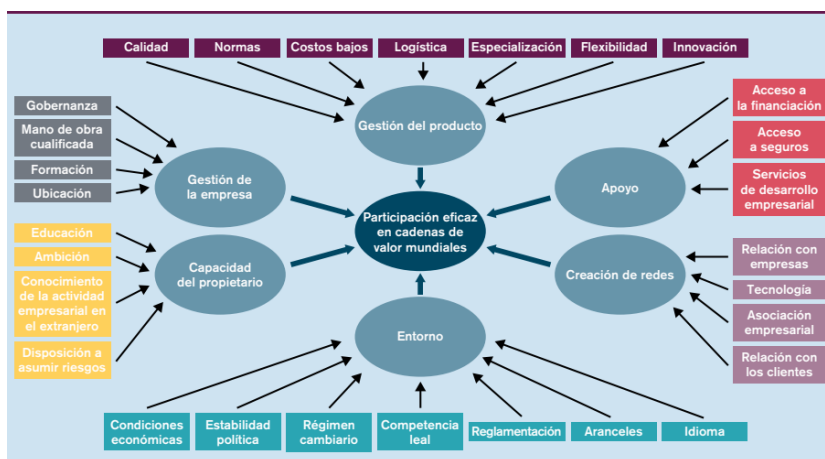 Calidad
Normas
Costos bajos
Logística
Especialización
Flexibilidad
Innovación
Gestión del producto
Gobernanza
Mano de obra
cualificada
Formación
Ubicación
Gestión de
la empresa
Educación
Ambición
Conocimiento
de la actividad
empresarial en
el extranjero
Disposición a
asumir riesgos
Capacidad
del propietario
Participación eficaz
en cadenas de
valor mundiales
Apoyo
Acceso a
la financiación
Acceso
a seguros
Servicios
de desarrollo
empresarial
Creación de redes
Relación con
empresas
Tecnología
Asociación
empresarial
Relación con
los clientes
Entorno
Condiciones
económicas
Estabilidad
política
Régimen
cambiario
Competencia
leal
Reglamentación
Aranceles
Idioma